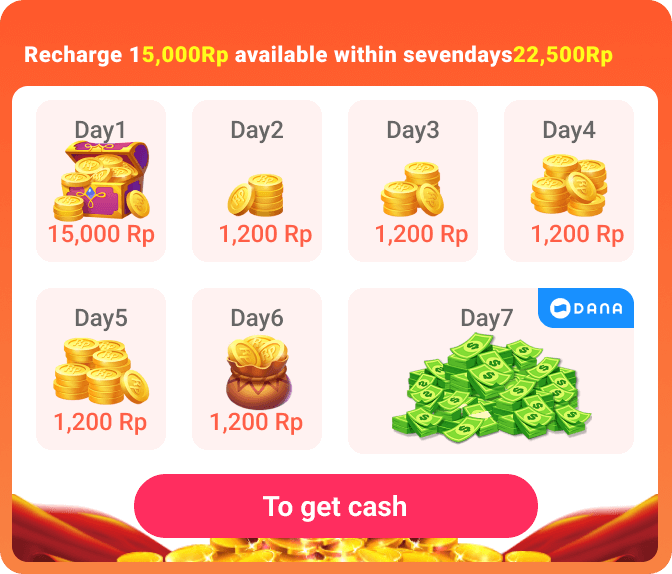 Recharge 15,000Rp available within sevendays22,500Rp
Day1
15,000 Rp
Day2
1,200 Rp
Day3
1,200 Rp
Day4
1,200 Rp
Day5
1,200 Rp
Day6
1,200 Rp
Day7
DANA
To get cash